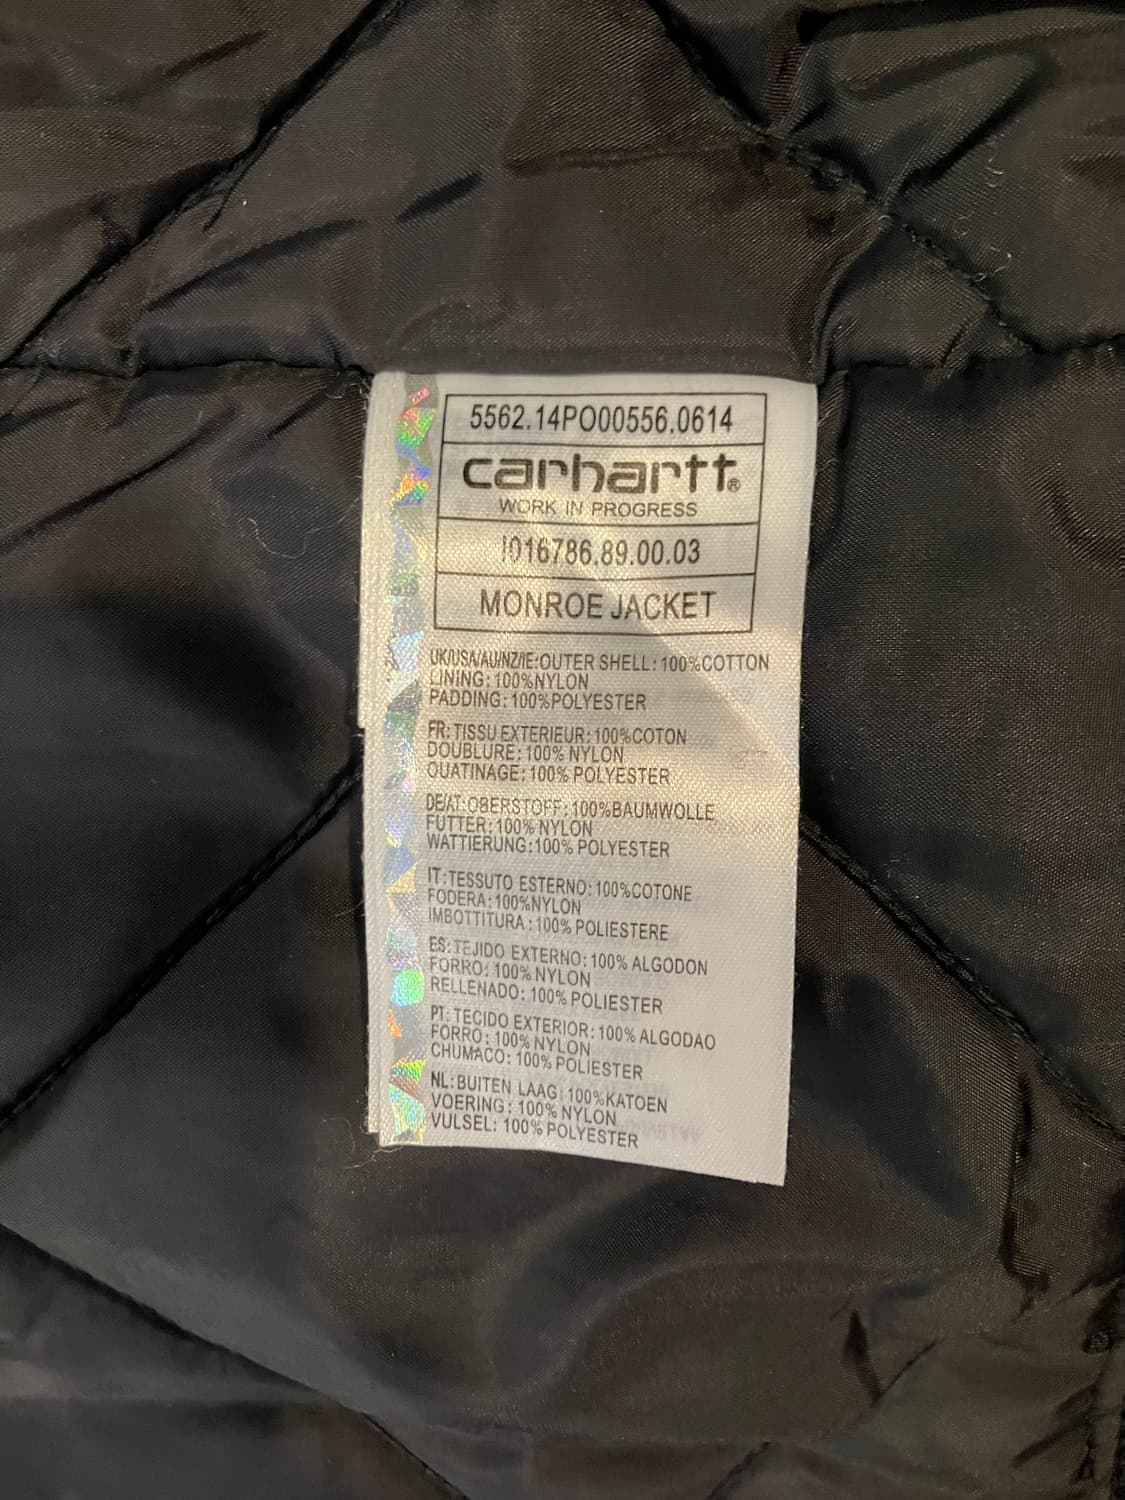 5562.14PO00556.0614
carhartt®
WORK IN PROGRESS
I016786.89.00.03
MONROE JACKET
UK/USA/AU/NZ/IE:OUTER SHELL: 100%COTTON
LINING: 100%NYLON
PADDING: 100%POLYESTER
FR: TISSU EXTERIEUR: 100%COTON
DOUBLURE: 100% NYLON
OUATINAGE: 100% POLYESTER
DE/AT:OBERSTOFF: 100%BAUMWOLLE
FUTTER: 100% NYLON
WATTIERUNG:100% POLYESTER
IT: TESSUTO ESTERNO: 100%COTONE
FODERA: 100%NYLON
IMBOTTITURA : 100% POLIESTERE
ES: TEJIDO EXTERNO: 100% ALGODON
FORRO: 100% NYLON
RELLENADO: 100% POLIESTER
PT: TECIDO EXTERIOR: 100% ALGODAO
FORRO: 100% NYLON
CHUMACO: 100% POLIESTER
NL: BUITEN LAAG: 100%KATOEN
VOERING: 100% NYLON
VULSEL: 100% POLYESTER